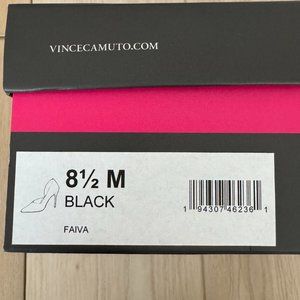 VINCECAMUTO.COM
8½ M
BLACK
FAIVA
1 94307 46236 1